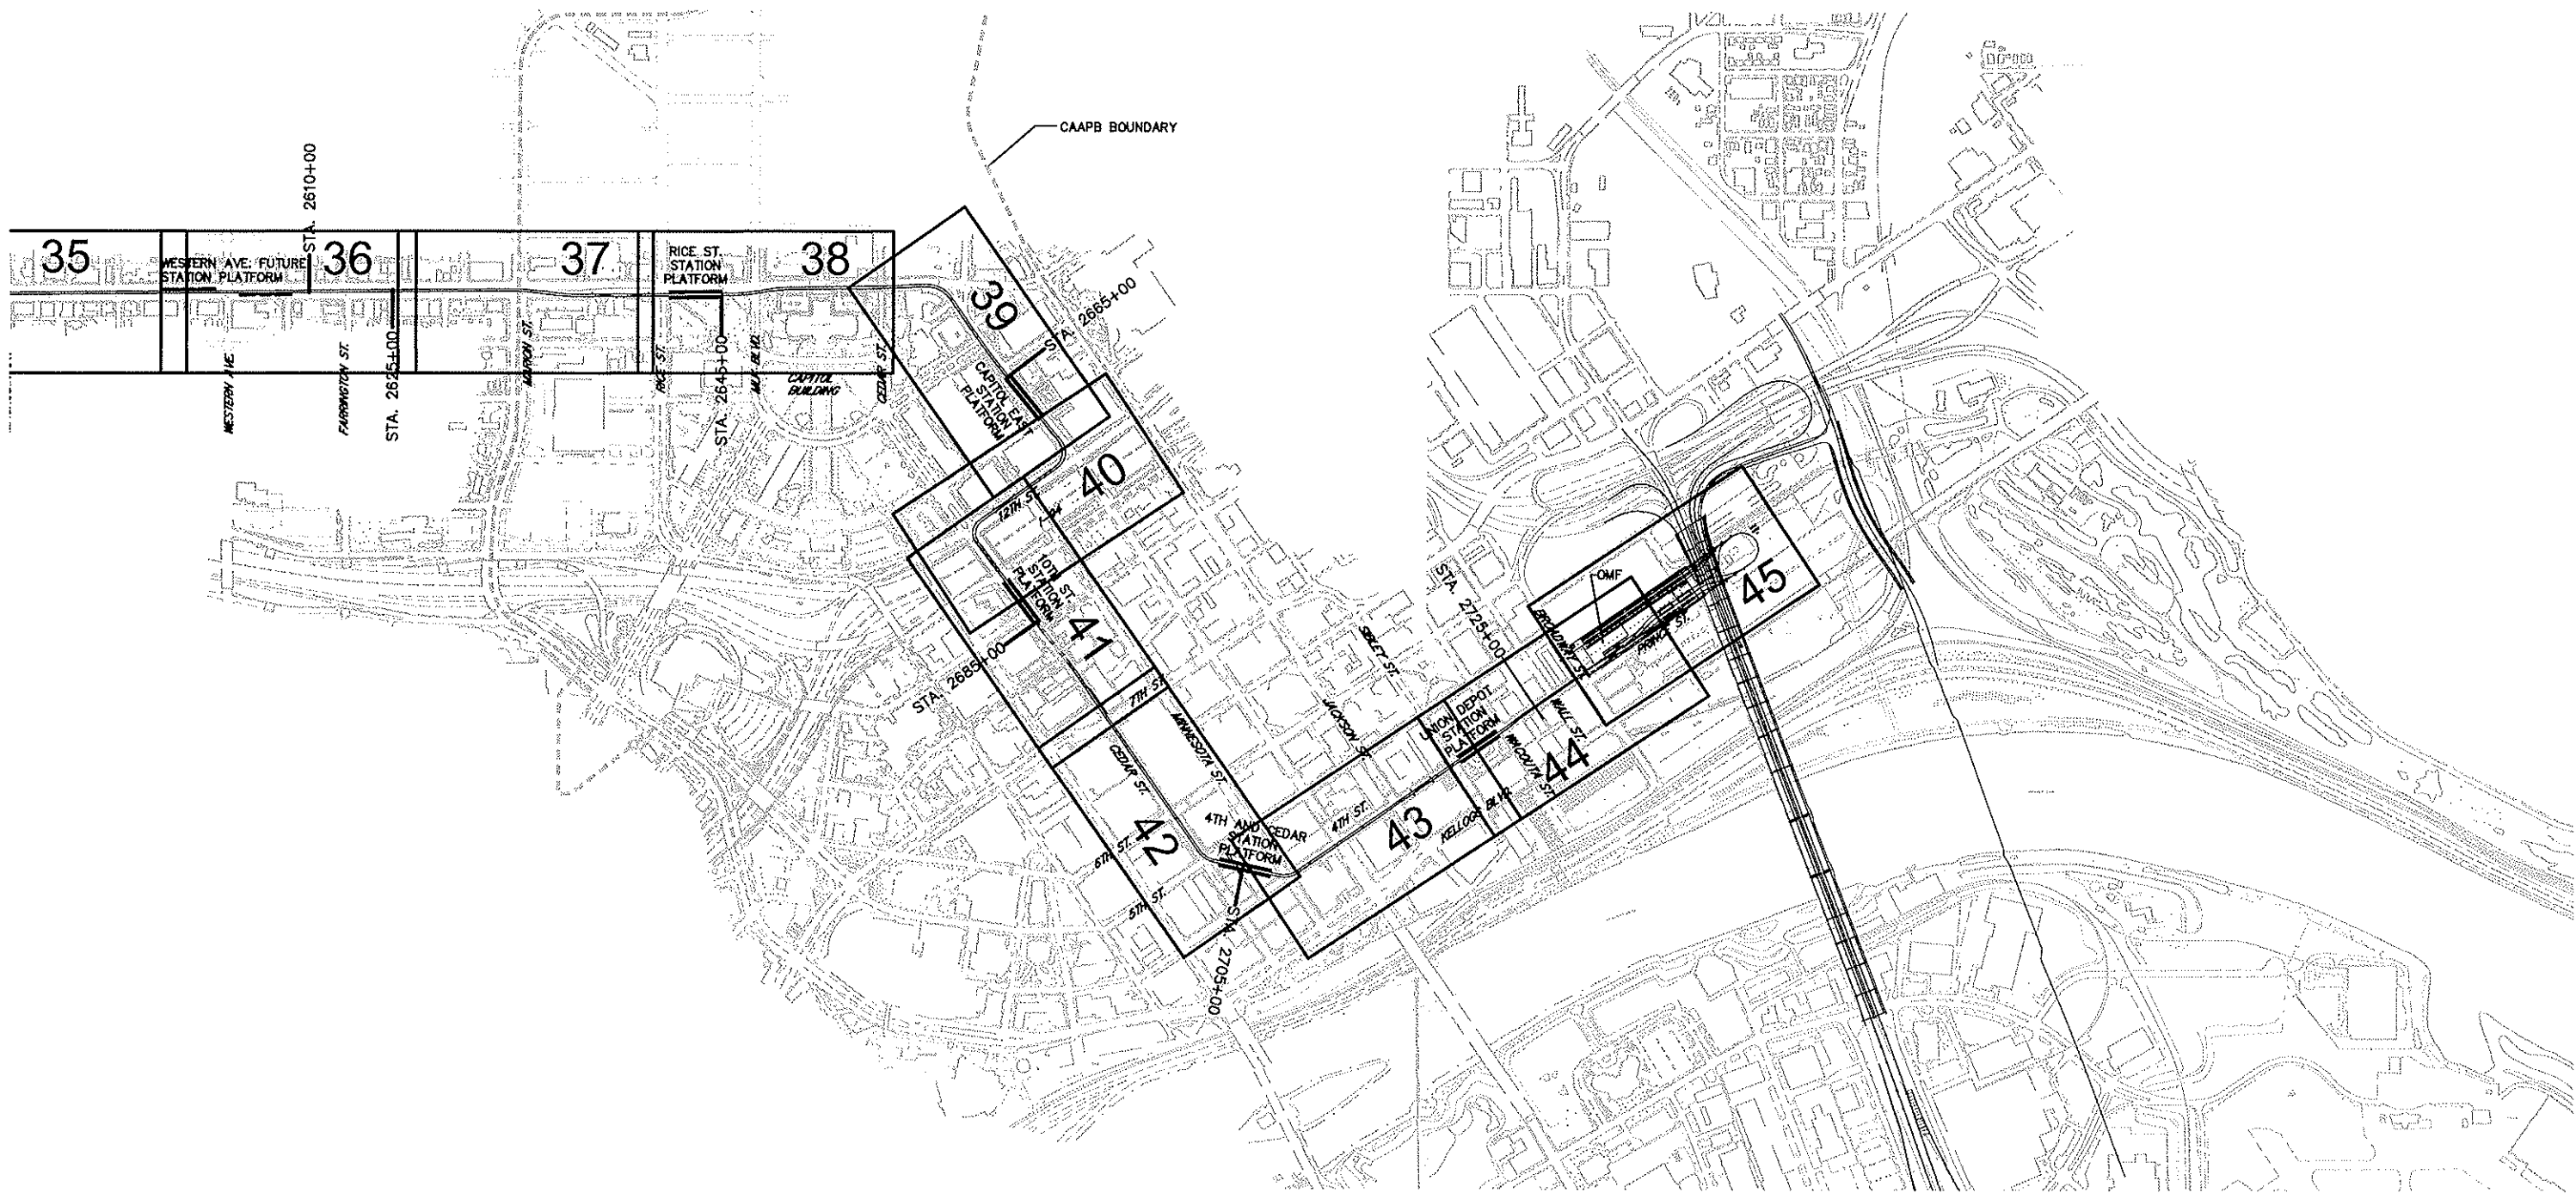 CAAPB BOUNDARY
STA. 2610+00
35
WESTERN AVE. FUTURE
STATION PLATFORM
36
37
RICE ST.
STATION
PLATFORM
38
39
STA. 2665+00
WESTERN AVE.
FARRINGTON ST.
STA. 2625+00
MARION ST.
RICE ST.
STA. 2645+00
MLK BLVD.
CAPITOL
BUILDING
CEDAR ST.
CAPITOL EAST
STATION
PLATFORM
40
12TH ST.
I-94
10TH ST.
STATION
PLATFORM
41
STA. 2685+00
7TH ST.
MINNESOTA ST.
CEDAR ST.
42
6TH ST.
5TH ST.
4TH AND CEDAR
STATION
PLATFORM
STA. 2705+00
4TH ST.
43
KELLOGG BLVD.
JACKSON ST.
SIBLEY ST.
STA. 2725+00
UNION DEPOT
STATION
PLATFORM
WACOUTA ST.
WALL ST.
44
BROADWAY ST.
OMF
PRINCE ST.
45